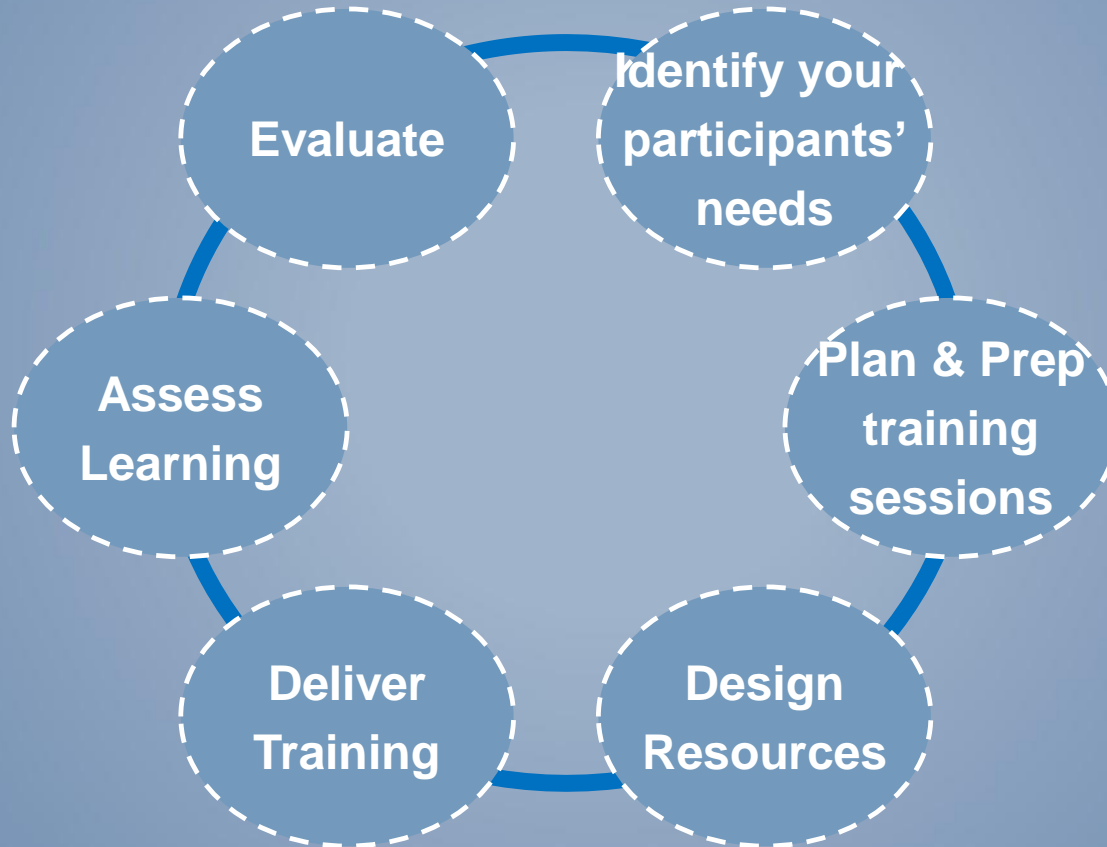 Identify your
participants’
needs
Plan & Prep
training
sessions
Design
Resources
Deliver
Training
Assess
Learning
Evaluate